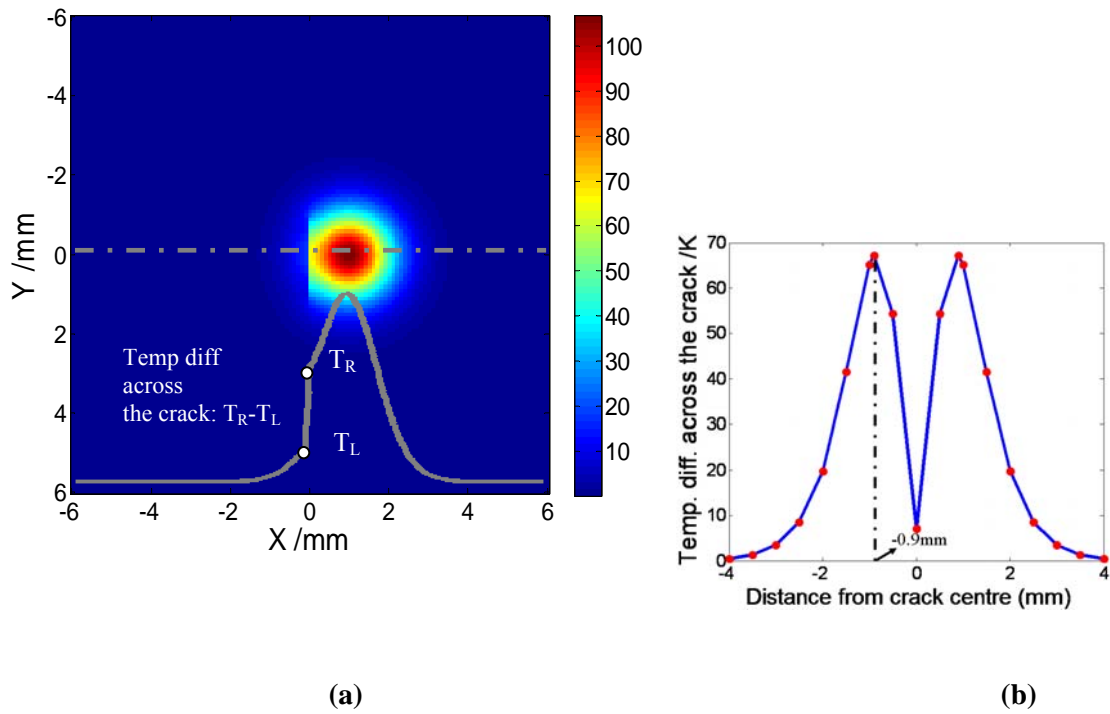 -6
-4
-2
0
2
4
6
Y /mm
-6 -4 -2 0 2 4 6
X /mm
Temp diff
across
the crack: TR-TL
TR
TL
100
90
80
70
60
50
40
30
20
10
(a)
70
60
50
40
30
20
10
0
Temp. diff. across the crack /K
-0.9mm
-4 -2 0 2 4
Distance from crack centre (mm)
(b)